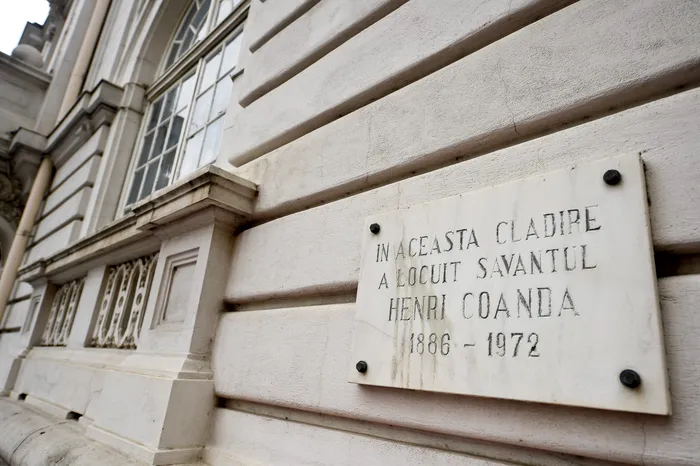 IN ACEASTA CLADIRE
A LOCUIT SAVANTUL
HENRI COANDA
1886 - 1972